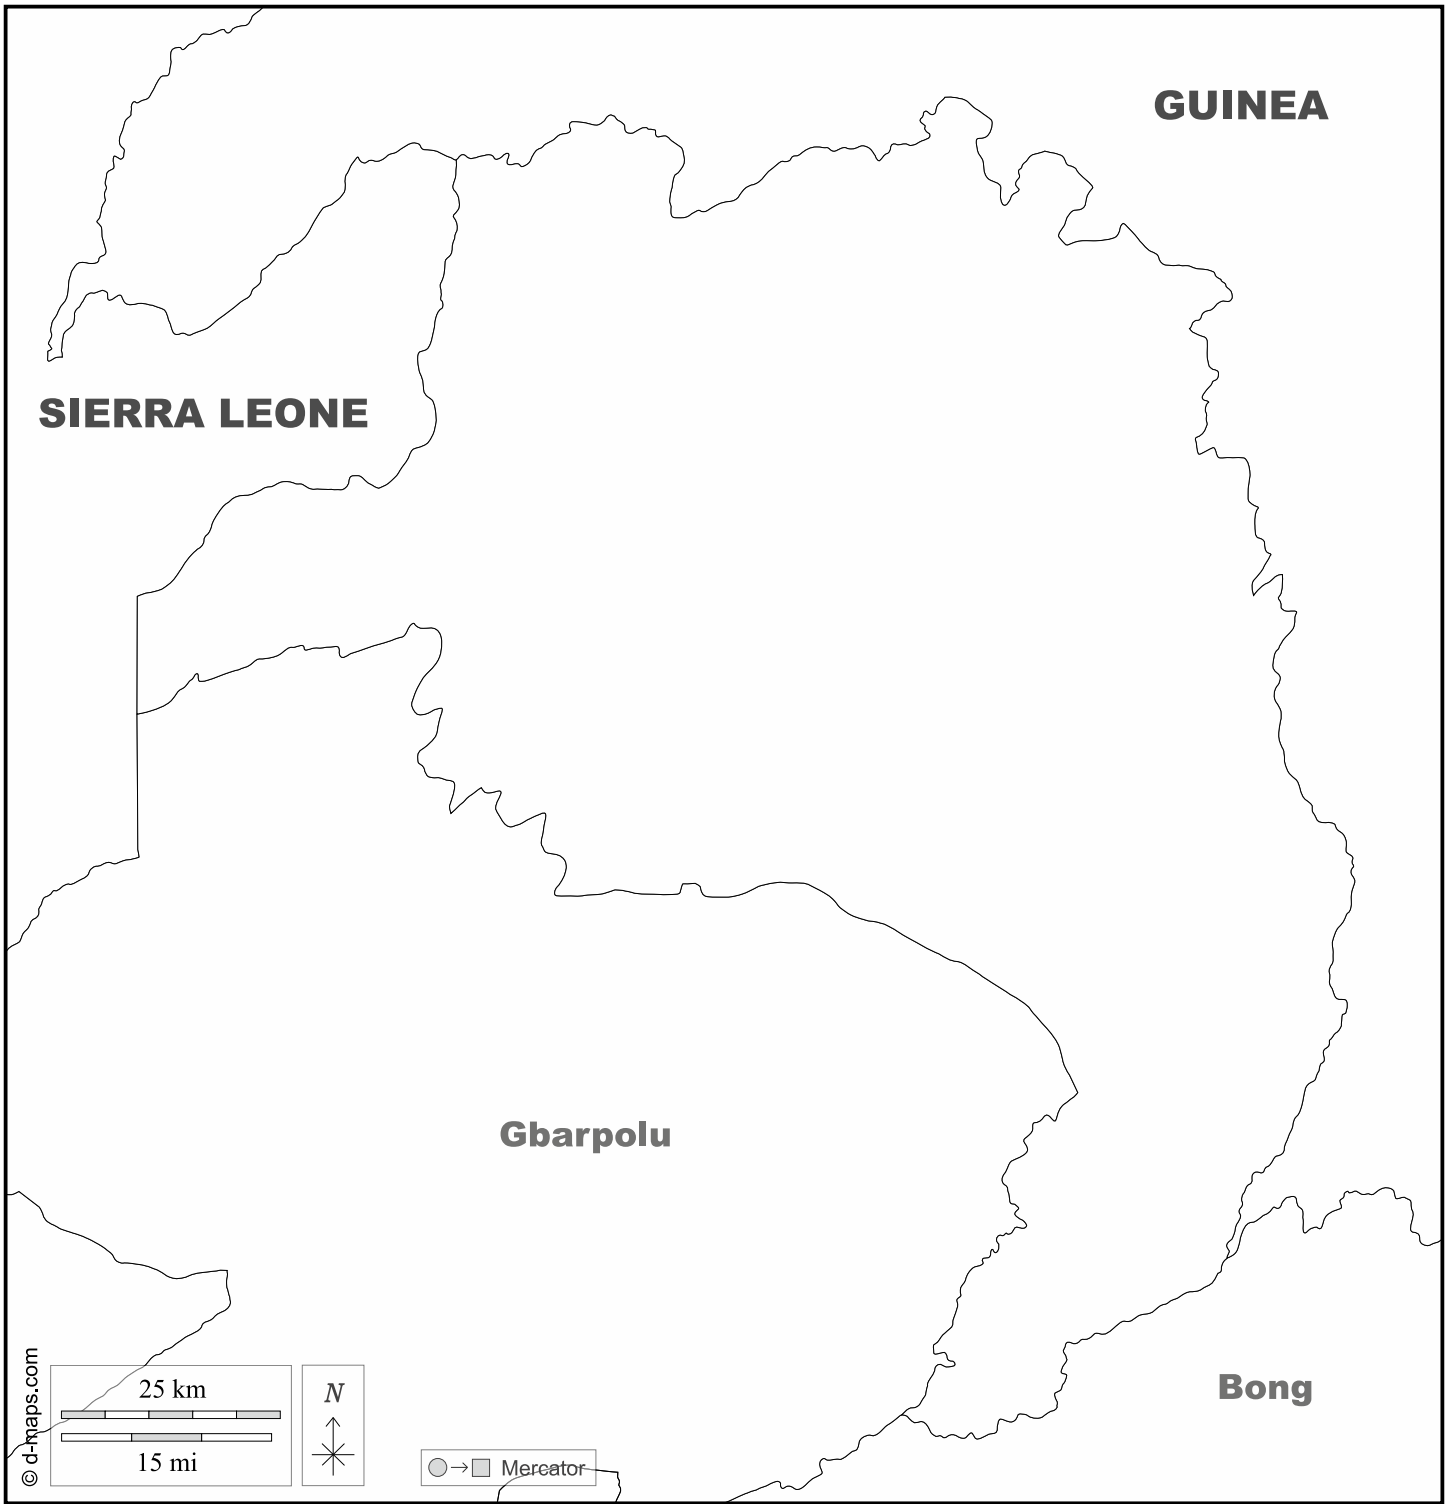 GUINEA
SIERRA LEONE
Gbarpolu
Bong
© d-maps.com
25 km
15 mi
N
Mercator